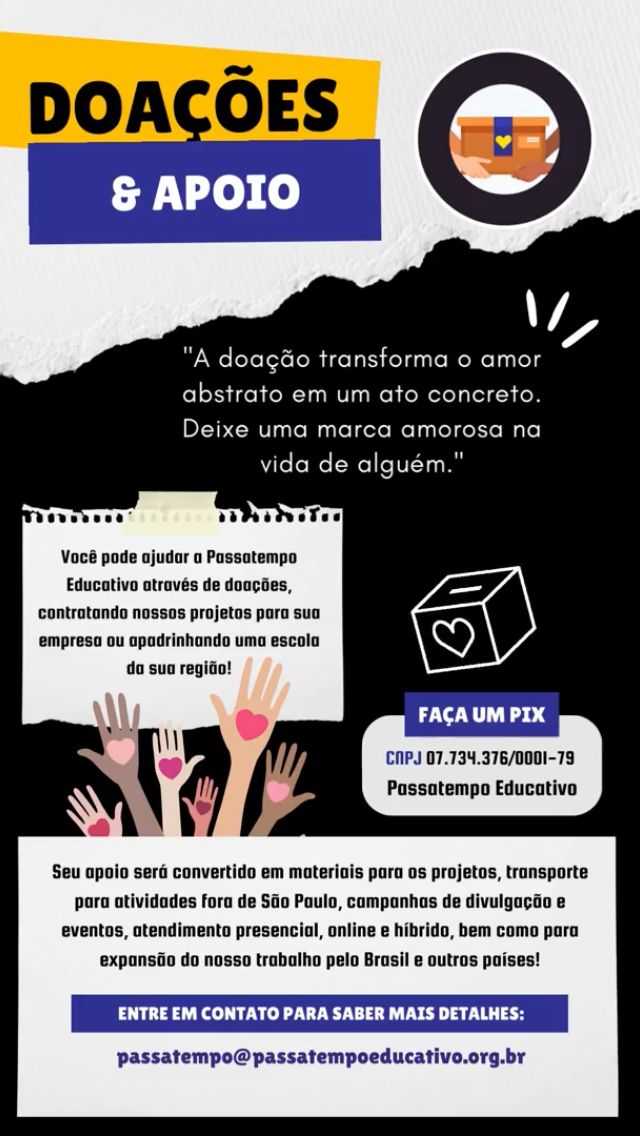 DOAÇÕES
& APOIO
"A doação transforma o amor
abstrato em um ato concreto.
Deixe uma marca amorosa na
vida de alguém."
Você pode ajudar a Passatempo
Educativo através de doações,
contratando nossos projetos para sua
empresa ou apadrinhando uma escola
da sua região!
FAÇA UM PIX
CNPJ 07.734.376/0001-79
Passatempo Educativo
Seu apoio será convertido em materiais para os projetos, transporte
para atividades fora de São Paulo, campanhas de divulgação e
eventos, atendimento presencial, online e híbrido, bem como para
expansão do nosso trabalho pelo Brasil e outros países!
ENTRE EM CONTATO PARA SABER MAIS DETALHES:
passatempo@passatempoeducativo.org.br